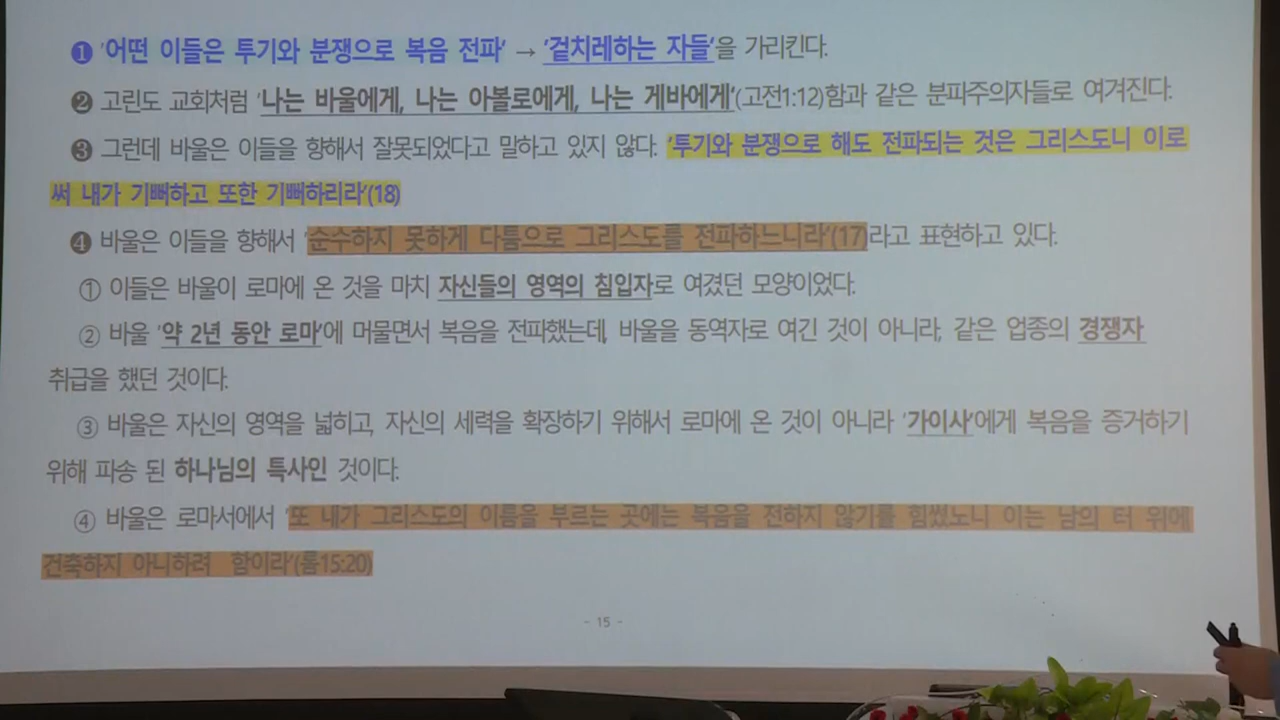 ❶ '어떤 이들은 투기와 분쟁으로 복음 전파' → '겉치레하는 자들'을 가리킨다.
❷ 고린도 교회처럼 '나는 바울에게, 나는 아볼로에게, 나는 게바에게'(고전1:12)함과 같은 분파주의자들로 여겨진다.
❸ 그런데 바울은 이들을 향해서 잘못되었다고 말하고 있지 않다. '투기와 분쟁으로 해도 전파되는 것은 그리스도니 이로
써 내가 기뻐하고 또한 기뻐하리라'(18)
❹ 바울은 이들을 향해서 '순수하지 못하게 다툼으로 그리스도를 전파하느니라'(17)라고 표현하고 있다.
① 이들은 바울이 로마에 온 것을 마치 자신들의 영역의 침입자로 여겼던 모양이었다.
② 바울 '약 2년 동안 로마'에 머물면서 복음을 전파했는데, 바울을 동역자로 여긴 것이 아니라, 같은 업종의 경쟁자
취급을 했던 것이다.
③ 바울은 자신의 영역을 넓히고, 자신의 세력을 확장하기 위해서 로마에 온 것이 아니라 '가이사'에게 복음을 증거하기
위해 파송 된 하나님의 특사인 것이다.
④ 바울은 로마서에서 '또 내가 그리스도의 이름을 부르는 곳에는 복음을 전하지 않기를 힘썼노니 이는 남의 터 위에
건축하지 아니하려 함이라'(롬15:20)
- 15 -